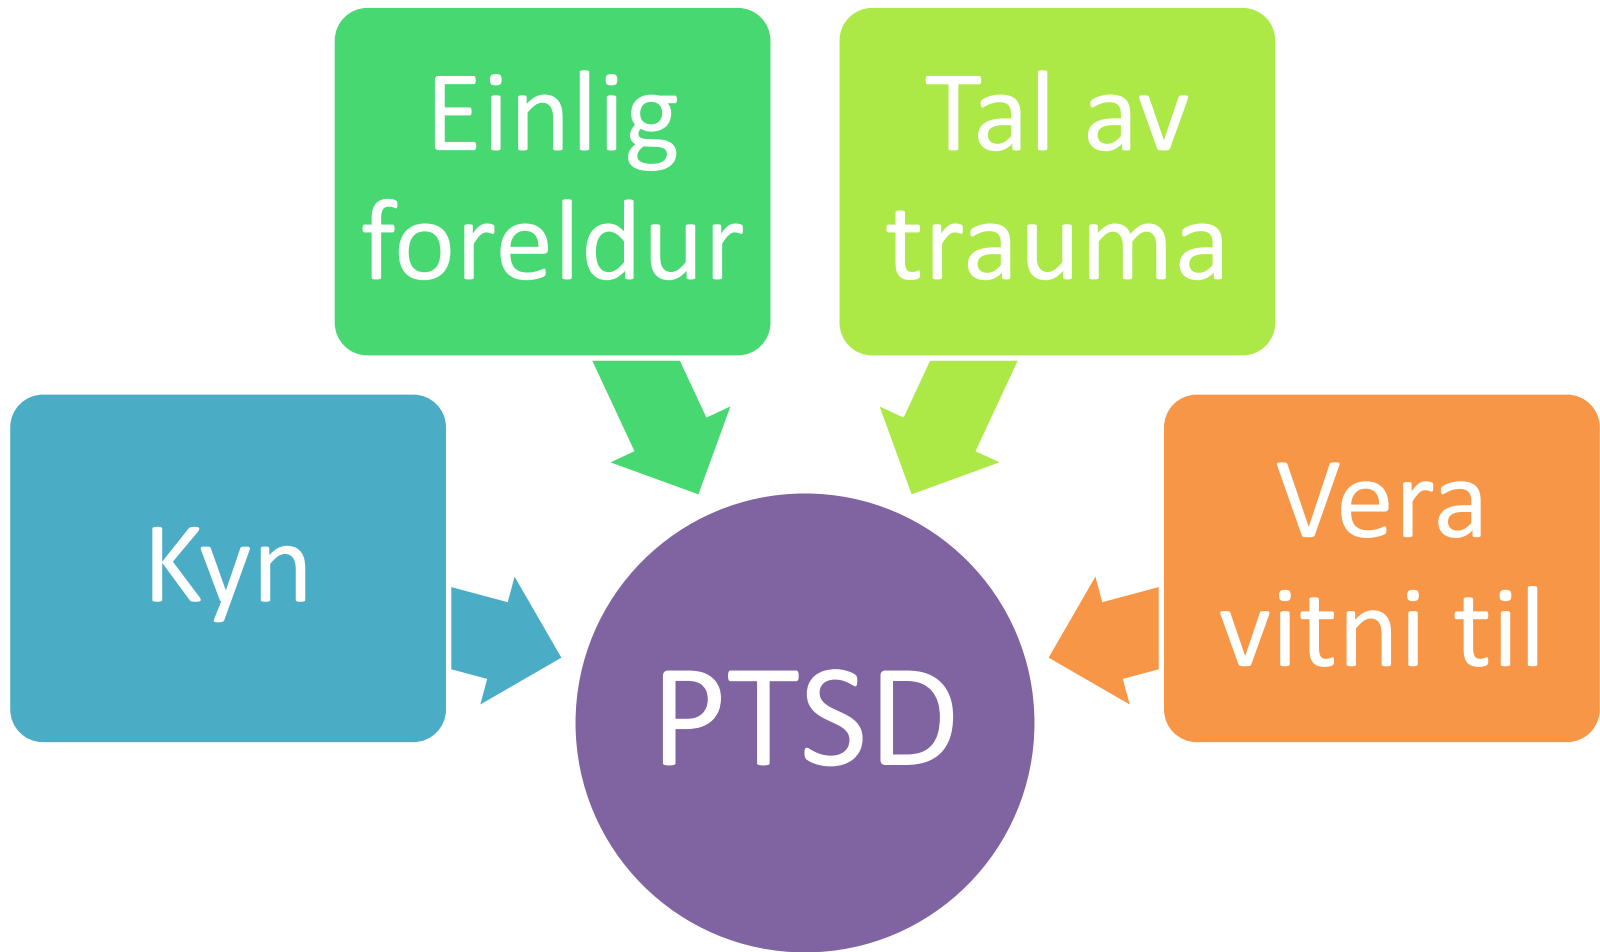 Einlig
foreldur
Tal av
trauma
Kyn
Vera
vitni til
PTSD